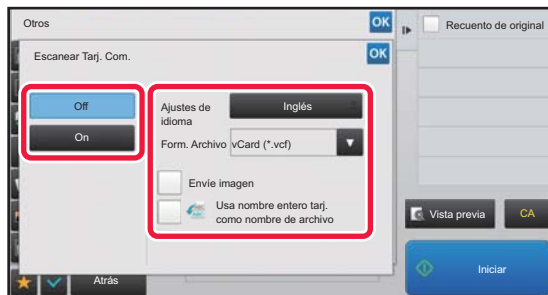 Otros
OK
Recuento de original
Escanear Tarj. Com.
OK
Off
On
Ajustes de
idioma
Inglés
Form. Archivo
vCard (*.vcf)
Envíe imagen
Usa nombre entero tarj.
como nombre de archivo
Vista previa
CA
Atrás
Iniciar